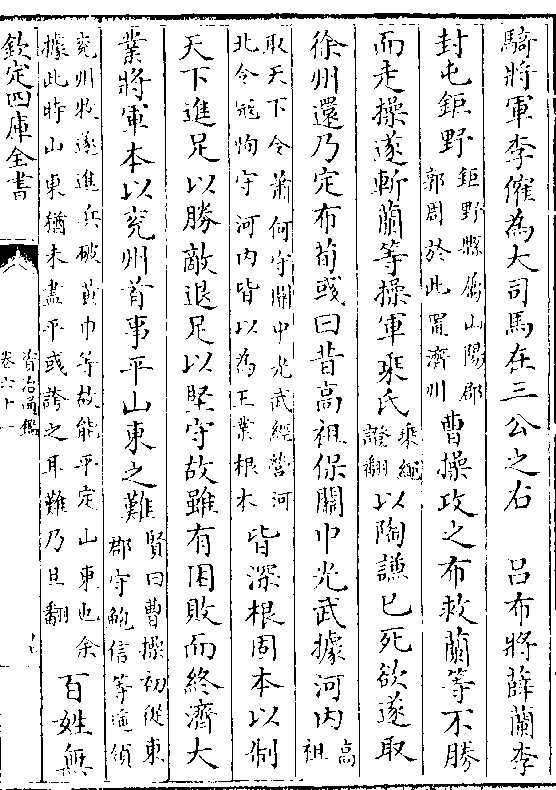 騎將軍李傕為大司馬在三公之右　呂布將薛蘭李
封屯鉅野鉅野縣屬山陽郡郭周於此置濟州曹操攻之布救蘭等不勝
而走操遂斬蘭等操軍乘氏乘繩證翻以陶謙已死欲遂取
徐州還乃定布荀彧曰昔高祖保關中光武據河内高祖
取天下令蕭何守關中光武經營河北令寇恂守河内皆以為王業根本皆深根固本以制
天下進足以勝敵退足以堅守故雖有困敗而終濟大
業將軍本以兖州首事平山東之難賢曰曹操初從東郡守鮑信等迎領
兖州牧遂進兵破黄巾等故能平定山東也余據此時山東猶未盡平彧誇之耳難乃旦翻百姓無
欽定四庫全書
資治通鑑
卷六十一